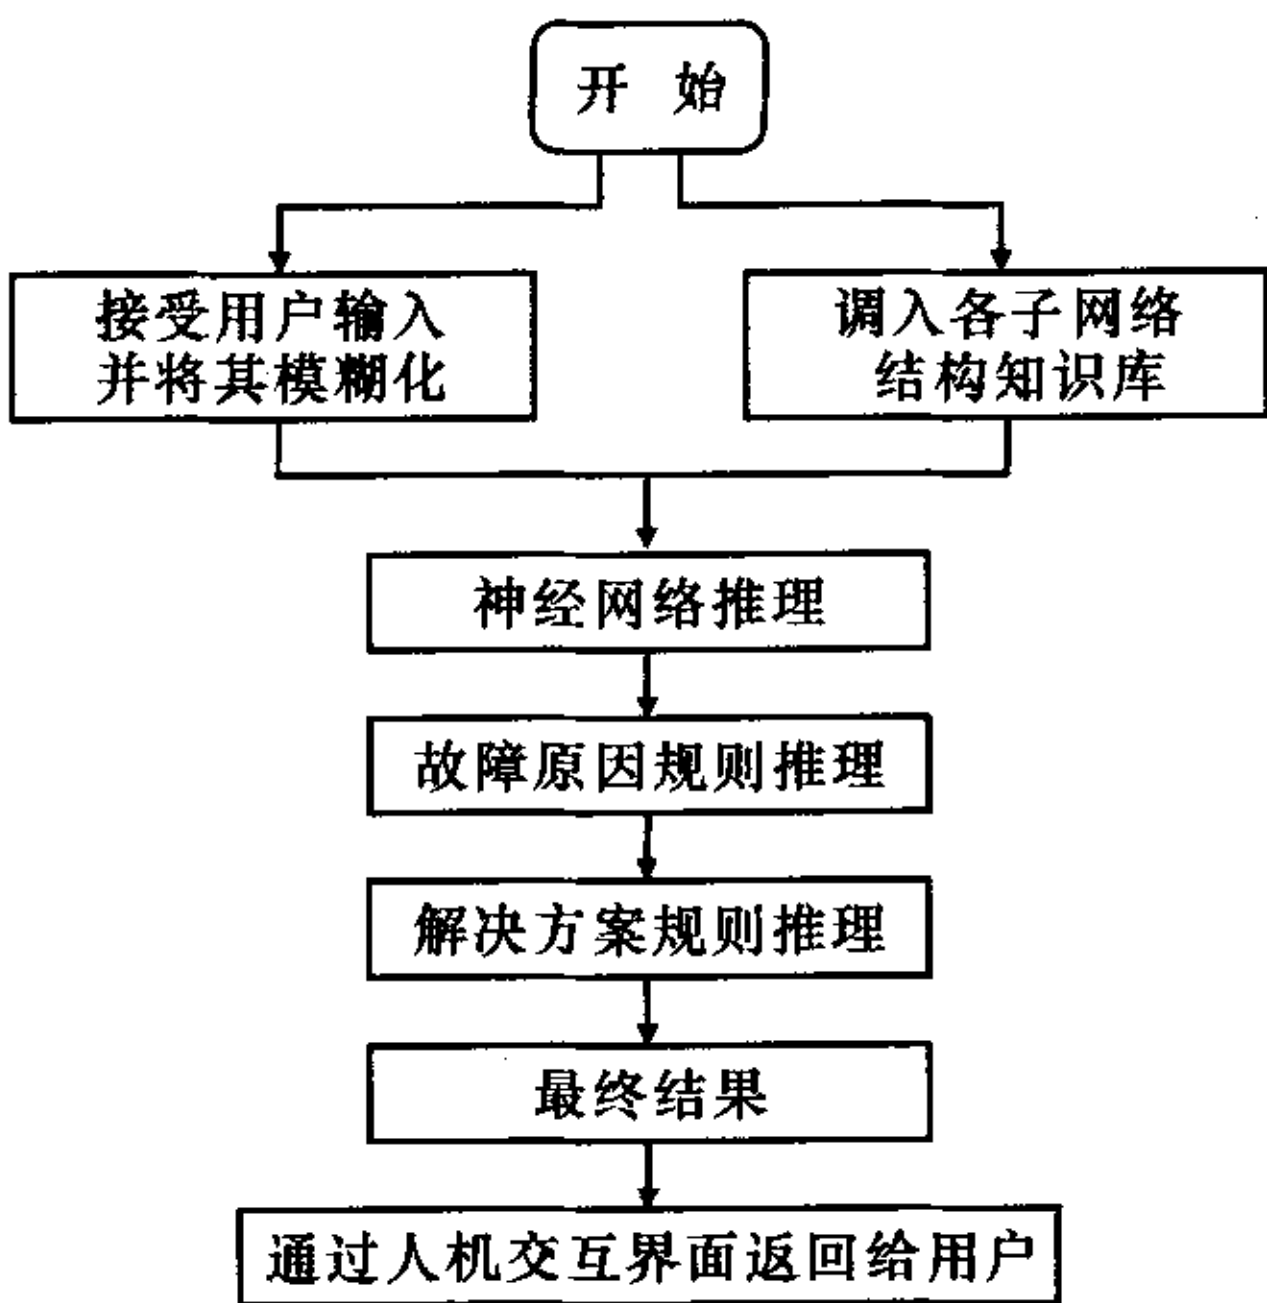 开 始
接受用户输入
并将其模糊化
调入各子网络
结构知识库
神经网络推理
故障原因规则推理
解决方案规则推理
最终结果
通过人机交互界面返回给用户